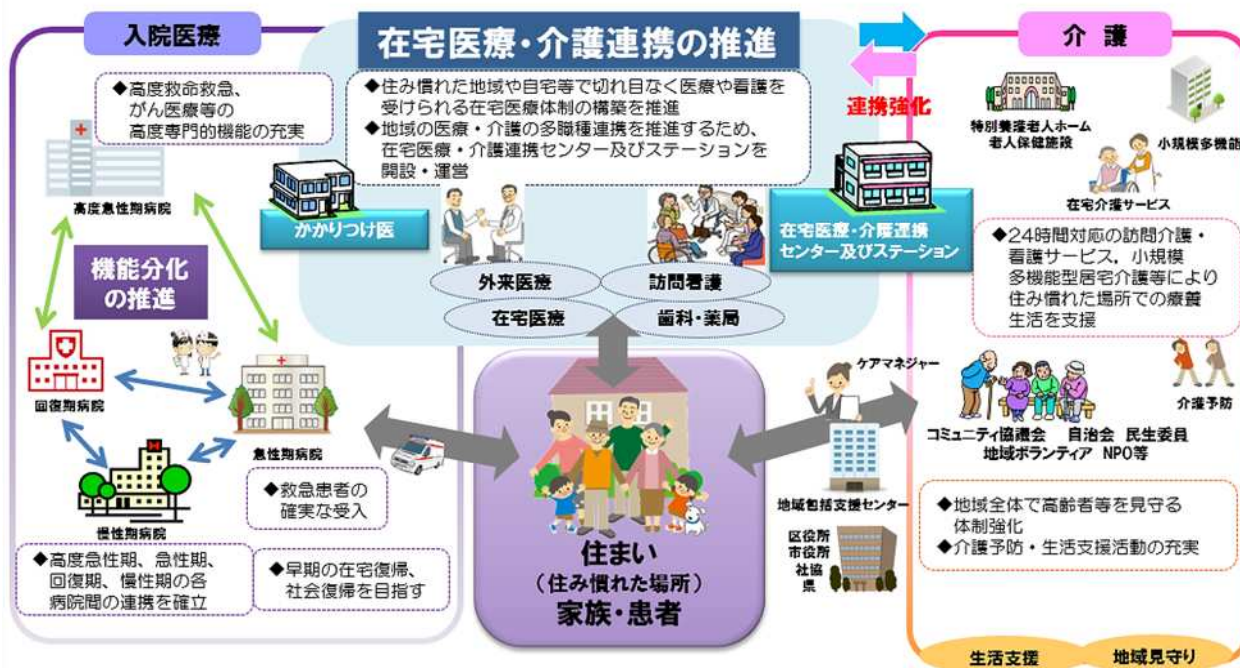 入院医療
在宅医療・介護連携の推進
介 護
◆高度救命救急、
がん医療等の
高度専門的機能の充実
◆住み慣れた地域や自宅等で切れ目なく医療や看護を
受けられる在宅医療体制の構築を推進
◆地域の医療・介護の多職種連携を推進するため、
在宅医療・介護連携センター及びステーションを
開設・運営
連携強化
特別養護老人ホーム
老人保健施設
小規模多機能
在宅介護サービス
高度急性期病院
かかりつけ医
在宅医療・介護連携
センター及びステーション
機能分化
の推進
外来医療
訪問看護
在宅医療
歯科・薬局
◆24時間対応の訪問介護・
看護サービス，小規模
多機能型居宅介護等により
住み慣れた場所での療養
生活を支援
回復期病院
急性期病院
慢性期病院
ケアマネジャー
介護予防
コミュニティ協議会 自治会 民生委員
地域ボランティア NPO等
◆救急患者の
確実な受入
地域包括支援センター
区役所
市役所
社協
県
◆地域全体で高齢者等を見守る
体制強化
◆介護予防・生活支援活動の充実
◆高度急性期、急性期、
回復期、慢性期の各
病院間の連携を確立
◆早期の在宅復帰、
社会復帰を目指す
住まい
（住み慣れた場所）
家族・患者
生活支援
地域見守り